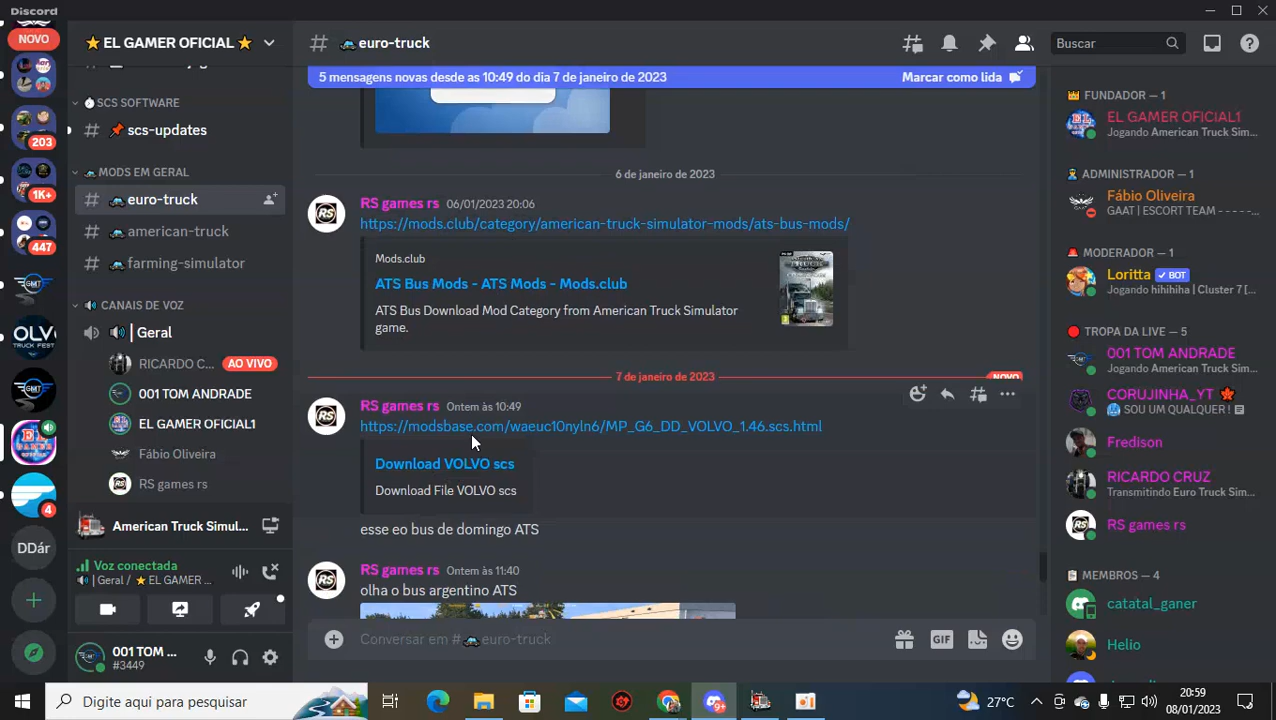 Discord
NOVO
203
1K+
447
OLV
TRUCK FEST
4
DDár
⭐ EL GAMER OFICIAL ⭐
SCS SOFTWARE
# 📌 scs-updates
MODS EM GERAL
# euro-truck
# american-truck
# farming-simulator
CANAIS DE VOZ
Geral
RICARDO C... AO VIVO
001 TOM ANDRADE
EL GAMER OFICIAL1
Fábio Oliveira
RS games rs
American Truck Simul...
Voz conectada
| Geral / ⭐ EL GAMER ...
001 TOM ...
#3449
# euro-truck
Buscar
5 mensagens novas desde as 10:49 do dia 7 de janeiro de 2023
Marcar como lida
6 de janeiro de 2023
RS games rs 06/01/2023 20:06
https://mods.club/category/american-truck-simulator-mods/ats-bus-mods/
Mods.club
ATS Bus Mods - ATS Mods - Mods.club
ATS Bus Download Mod Category from American Truck Simulator
game.
7 de janeiro de 2023
NOVO
RS games rs Ontem às 10:49
https://modsbase.com/waeuc10nyln6/MP_G6_DD_VOLVO_1.46.scs.html
Download VOLVO scs
Download File VOLVO scs
esse eo bus de domingo ATS
RS games rs Ontem às 11:40
olha o bus argentino ATS
Conversar em # euro-truck
GIF
FUNDADOR — 1
EL GAMER OFICIAL1
Jogando American Truck Sim...
ADMINISTRADOR — 1
Fábio Oliveira
GAAT | ESCORT TEAM - - - - -...
MODERADOR — 1
Loritta ✓ BOT
Jogando hihihiha | Cluster 7 [...
TROPA DA LIVE — 5
001 TOM ANDRADE
Jogando American Truck Sim...
CORUJINHA_YT 🍁
SOU UM QUALQUER !
Fredison
RICARDO CRUZ
Transmitindo Euro Truck Sim...
RS games rs
MEMBROS — 4
catatal_ganer
Helio
Digite aqui para pesquisar
9+
27°C
20:59
08/01/2023